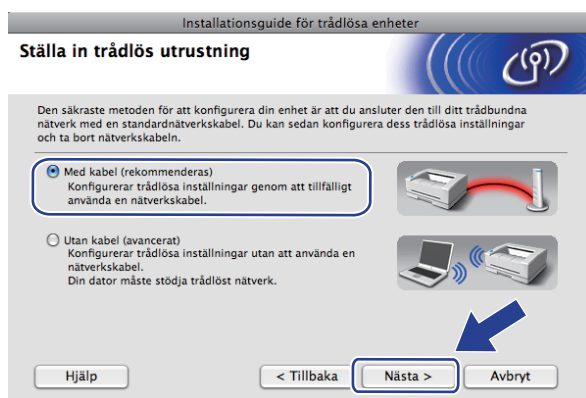 Installationsguide för trådlösa enheter
Ställa in trådlös utrustning
Den säkraste metoden för att konfigurera din enhet är att du ansluter den till ditt trådbundna
nätverk med en standardnätverkskabel. Du kan sedan konfigurera dess trådlösa inställningar
och ta bort nätverkskabeln.
Med kabel (rekommenderas)
Konfigurerar trådlösa inställningar genom att tillfälligt
använda en nätverkskabel.
Utan kabel (avancerat)
Konfigurerar trådlösa inställningar utan att använda en
nätverkskabel.
Din dator måste stödja trådlöst nätverk.
Hjälp
< Tillbaka
Nästa >
Avbryt